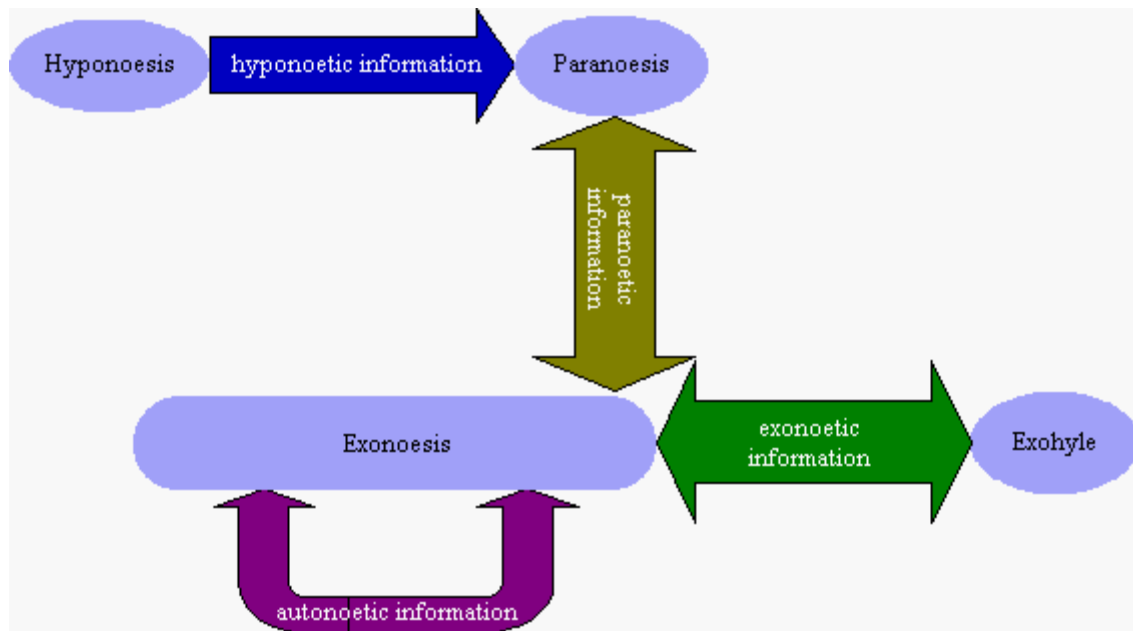 Hyponoesis
hyponoetic information
Paranoesis
paranoetic
information
Exonoesis
exonoetic
information
Exohyle
autonoetic information